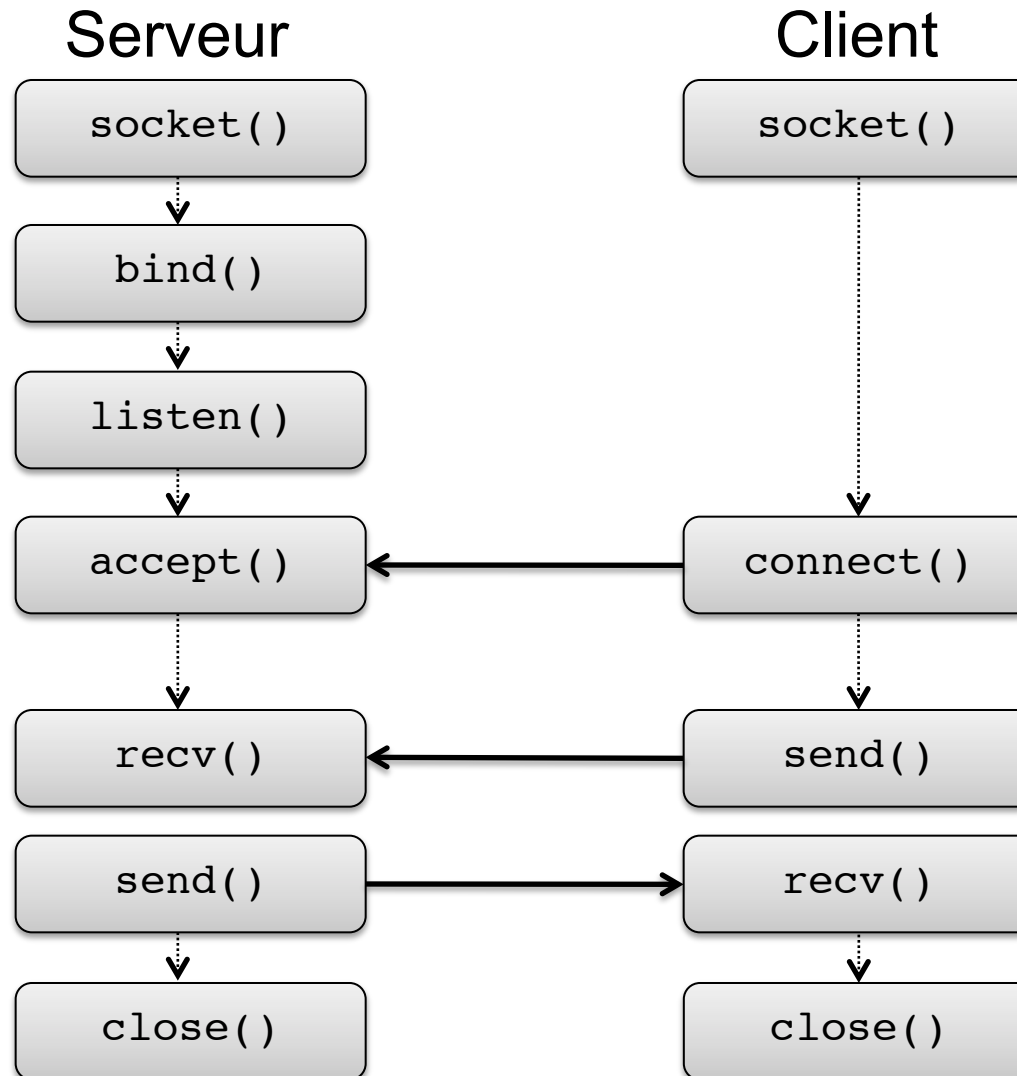 Serveur
Client
socket()
socket()
bind()
listen()
accept()
connect()
recv()
send()
send()
recv()
close()
close()